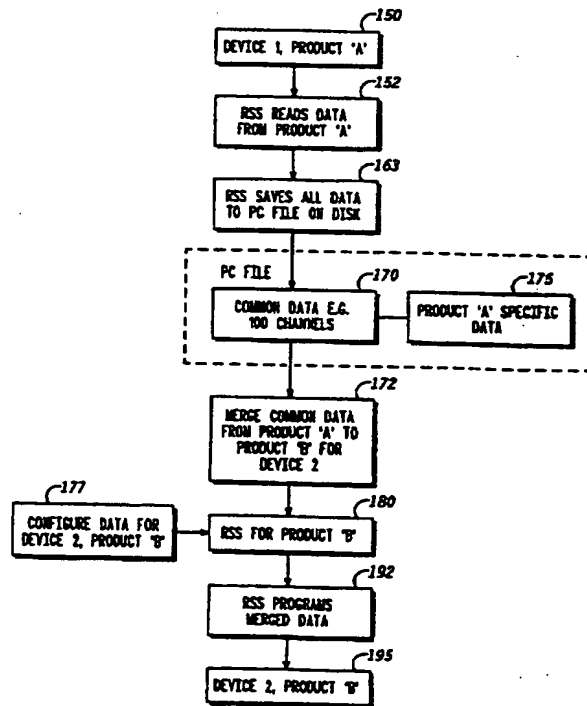 150
DEVICE 1, PRODUCT 'A'
152
RSS READS DATA
FROM PRODUCT 'A'
163
RSS SAVES ALL DATA
TO PC FILE ON DISK
PC FILE
170
COMMON DATA E.G.
100 CHANNELS
175
PRODUCT 'A' SPECIFIC
DATA
172
MERGE COMMON DATA
FROM PRODUCT 'A' TO
PRODUCT 'B' FOR
DEVICE 2
177
CONFIGURE DATA FOR
DEVICE 2, PRODUCT 'B'
180
RSS FOR PRODUCT 'B'
192
RSS PROGRAMS
MERGED DATA
195
DEVICE 2, PRODUCT 'B'